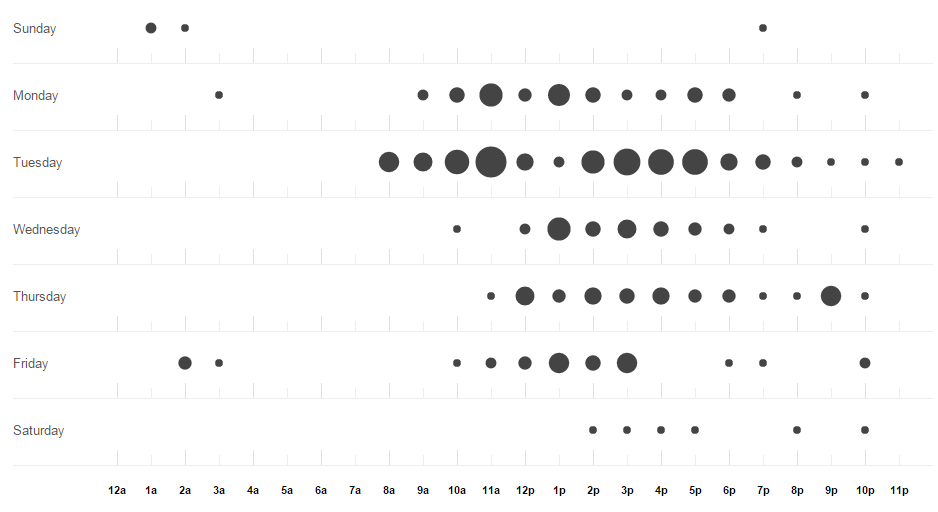 Sunday
Monday
Tuesday
Wednesday
Thursday
Friday
Saturday
12a 1a 2a 3a 4a 5a 6a 7a 8a 9a 10a 11a 12p 1p 2p 3p 4p 5p 6p 7p 8p 9p 10p 11p